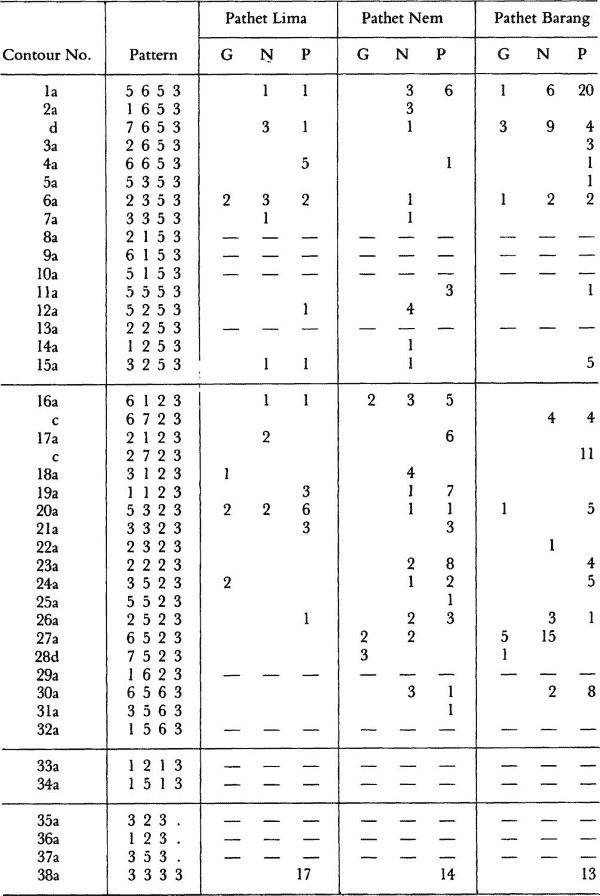 Pathet Lima Pathet Nem Pathet Barang
Contour No. Pattern G N P G N P G N P
1a 5 6 5 3 1 1 3 6 1 6 20
2a 1 6 5 3 3
d 7 6 5 3 3 1 1 3 9 4
3a 2 6 5 3 3
4a 6 6 5 3 5 1 1
5a 5 3 5 3 1
6a 2 3 5 3 2 3 2 1 1 2 2
7a 3 3 5 3 1 1
8a 2 1 5 3 — — — — — — — — —
9a 6 1 5 3 — — — — — — — — —
10a 5 1 5 3 — — — — — — — — —
11a 5 5 5 3 3 1
12a 5 2 5 3 1 4
13a 2 2 5 3 — — — — — — — — —
14a 1 2 5 3 1
15a 3 2 5 3 1 1 1 5
16a 6 1 2 3 1 1 2 3 5
c 6 7 2 3 4 4
17a 2 1 2 3 2 6
c 2 7 2 3 11
18a 3 1 2 3 1 4
19a 1 1 2 3 3 1 7
20a 5 3 2 3 2 2 6 1 1 1 5
21a 3 3 2 3 3 3
22a 2 3 2 3 1
23a 2 2 2 3 2 8 4
24a 3 5 2 3 2 1 2 5
25a 5 5 2 3 1
26a 2 5 2 3 1 2 3 3 1
27a 6 5 2 3 2 2 5 15
28d 7 5 2 3 3 1
29a 1 6 2 3 — — — — — — — — —
30a 6 5 6 3 3 1 2 8
31a 3 5 6 3 1
32a 1 5 6 3 — — — — — — — — —
33a 1 2 1 3 — — — — — — — — —
34a 1 5 1 3 — — — — — — — — —
35a 3 2 3 . — — — — — — — — —
36a 1 2 3 . — — — — — — — — —
37a 3 5 3 . — — — — — — — — —
38a 3 3 3 3 17 14 13